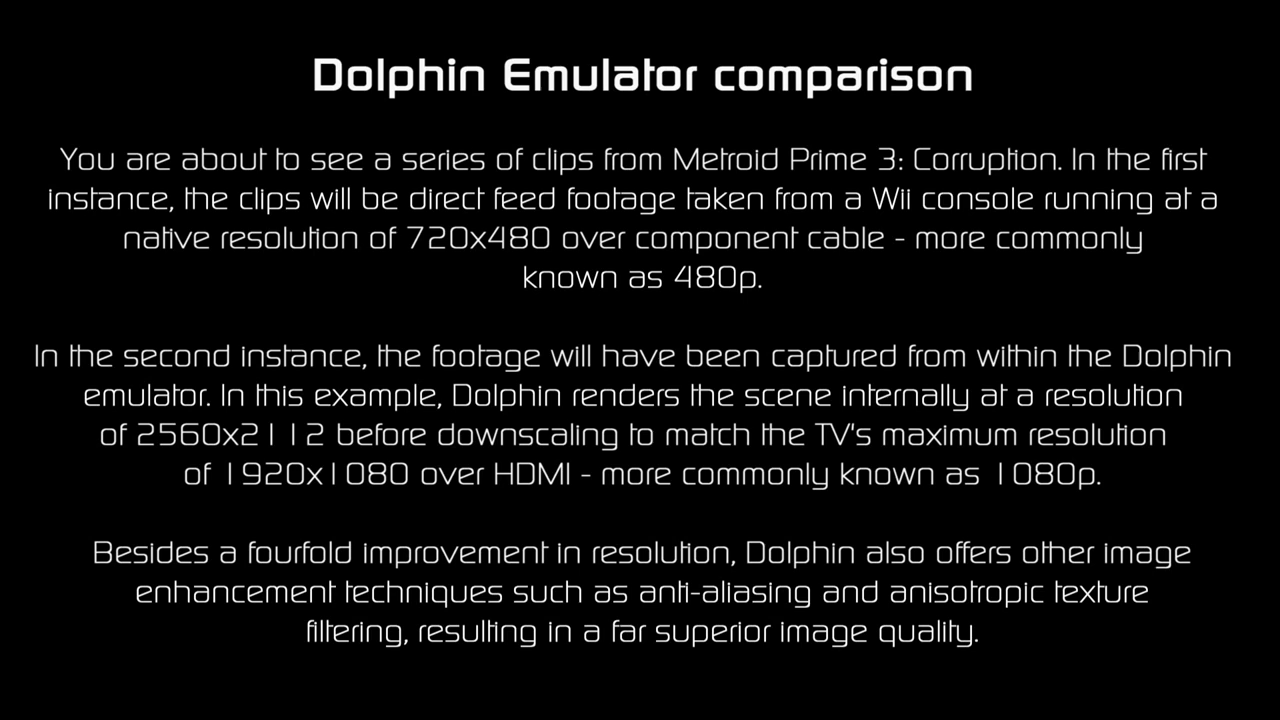 Dolphin Emulator comparison
You are about to see a series of clips from Metroid Prime 3: Corruption. In the first
instance, the clips will be direct feed footage taken from a Wii console running at a
native resolution of 720x480 over component cable - more commonly
known as 480p.
In the second instance, the footage will have been captured from within the Dolphin
emulator. In this example, Dolphin renders the scene internally at a resolution
of 2560x2112 before downscaling to match the TV's maximum resolution
of 1920x1080 over HDMI - more commonly known as 1080p.
Besides a fourfold improvement in resolution, Dolphin also offers other image
enhancement techniques such as anti-aliasing and anisotropic texture
filtering, resulting in a far superior image quality.